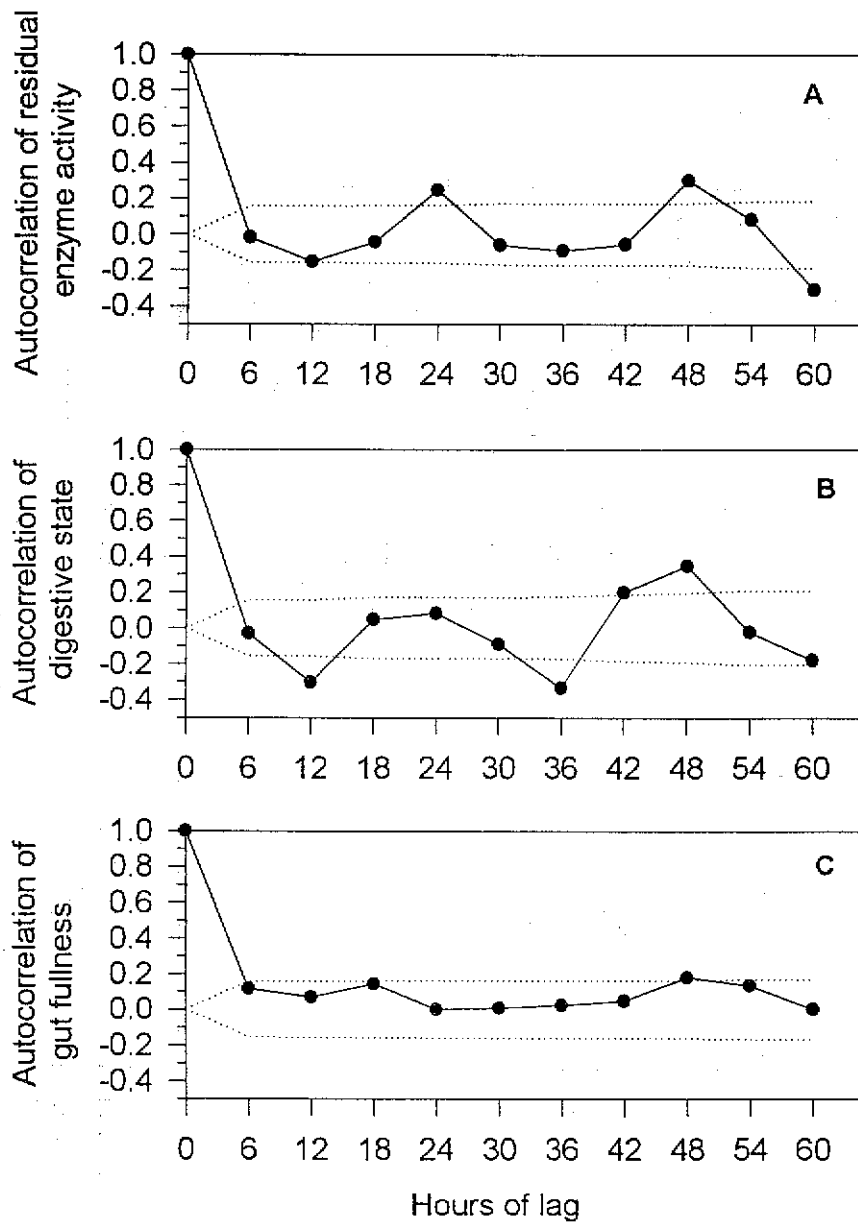 Autocorrelation of residual
enzyme activity
1.0
0.8
0.6
0.4
0.2
0.0
-0.2
-0.4
A
0 6 12 18 24 30 36 42 48 54 60
Autocorrelation of
digestive state
1.0
0.8
0.6
0.4
0.2
0.0
-0.2
-0.4
B
0 6 12 18 24 30 36 42 48 54 60
Autocorrelation of
gut fullness
1.0
0.8
0.6
0.4
0.2
0.0
-0.2
-0.4
C
0 6 12 18 24 30 36 42 48 54 60
Hours of lag